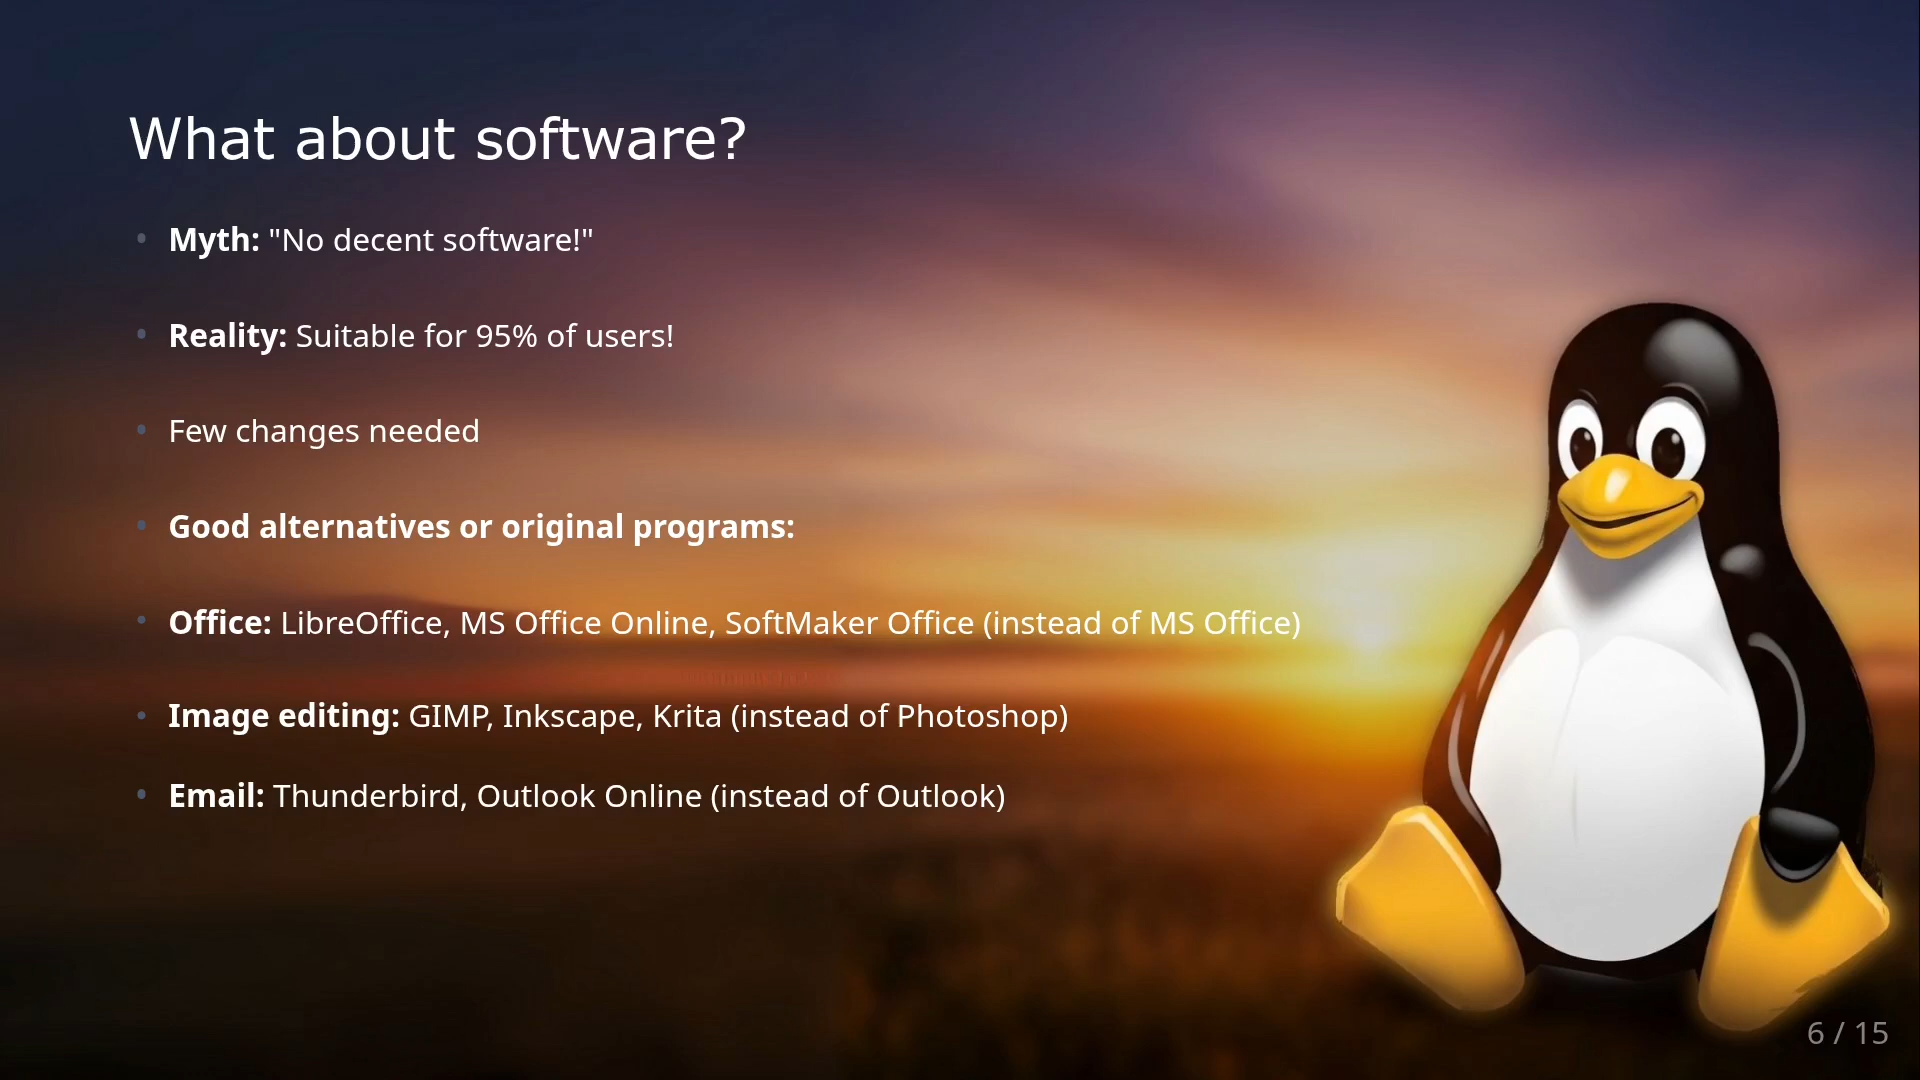 What about software?
• Myth: "No decent software!"
• Reality: Suitable for 95% of users!
• Few changes needed
• Good alternatives or original programs:
• Office: LibreOffice, MS Office Online, SoftMaker Office (instead of MS Office)
• Image editing: GIMP, Inkscape, Krita (instead of Photoshop)
• Email: Thunderbird, Outlook Online (instead of Outlook)
6 / 15